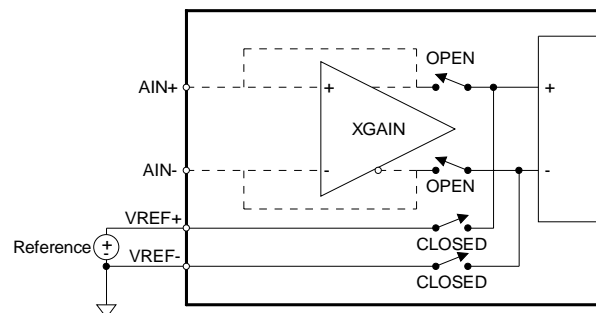 OPEN
AIN+
+
+
XGAIN
AIN-
-
-
OPEN
VREF+
CLOSED
Reference
+
-
VREF-
CLOSED